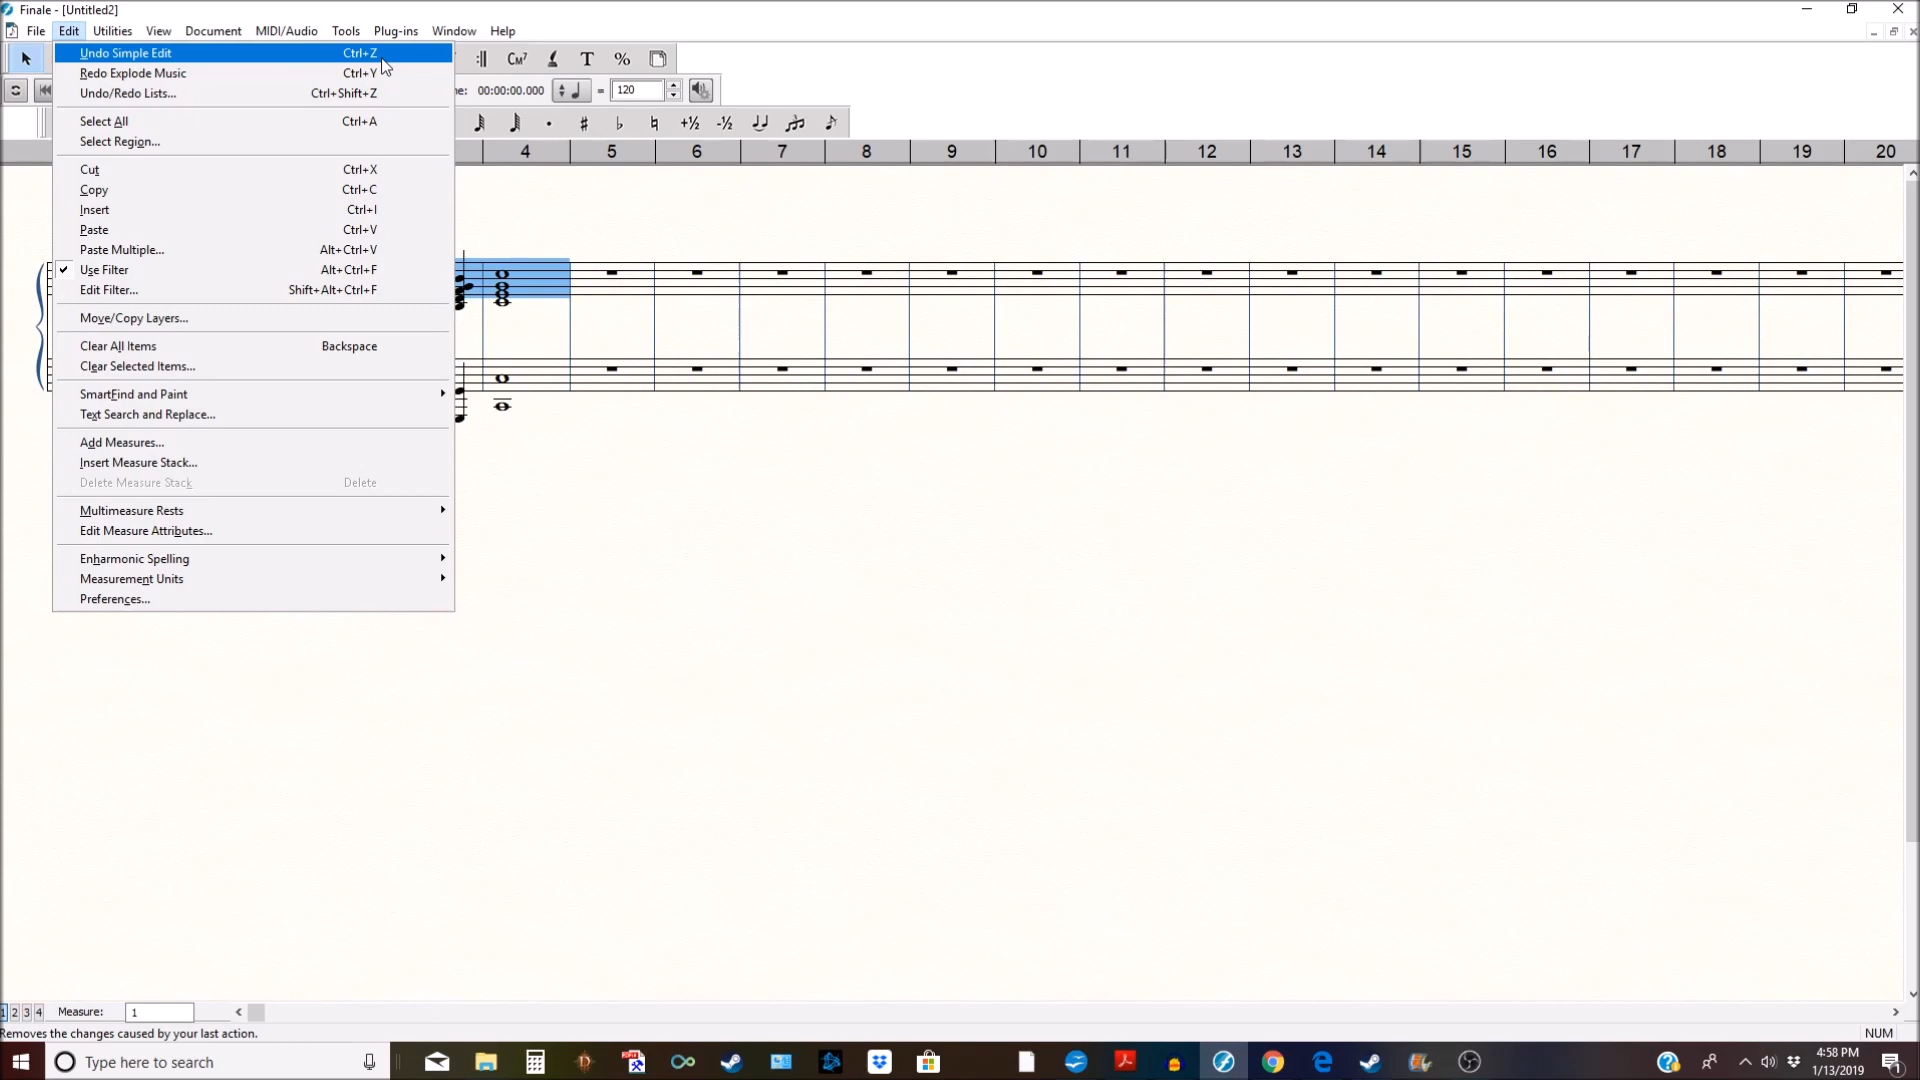 Finale - [Untitled2]
File Edit Utilities View Document MIDI/Audio Tools Plug-ins Window Help
Undo Simple Edit Ctrl+Z
Redo Explode Music Ctrl+Y
Undo/Redo Lists... Ctrl+Shift+Z
Select All Ctrl+A
Select Region...
Cut Ctrl+X
Copy Ctrl+C
Insert Ctrl+I
Paste Ctrl+V
Paste Multiple... Alt+Ctrl+V
Use Filter Alt+Ctrl+F
Edit Filter... Shift+Alt+Ctrl+F
Move/Copy Layers...
Clear All Items Backspace
Clear Selected Items...
SmartFind and Paint
Text Search and Replace...
Add Measures...
Insert Measure Stack...
Delete Measure Stack Delete
Multimeasure Rests
Edit Measure Attributes...
Enharmonic Spelling
Measurement Units
Preferences...
CM7 T %
me: 00:00:00.000 = 120
+½ -½
4 5 6 7 8 9 10 11 12 13 14 15 16 17 18 19 20
1 2 3 4 Measure: 1
Removes the changes caused by your last action. NUM
Type here to search
4:58 PM
1/13/2019
1